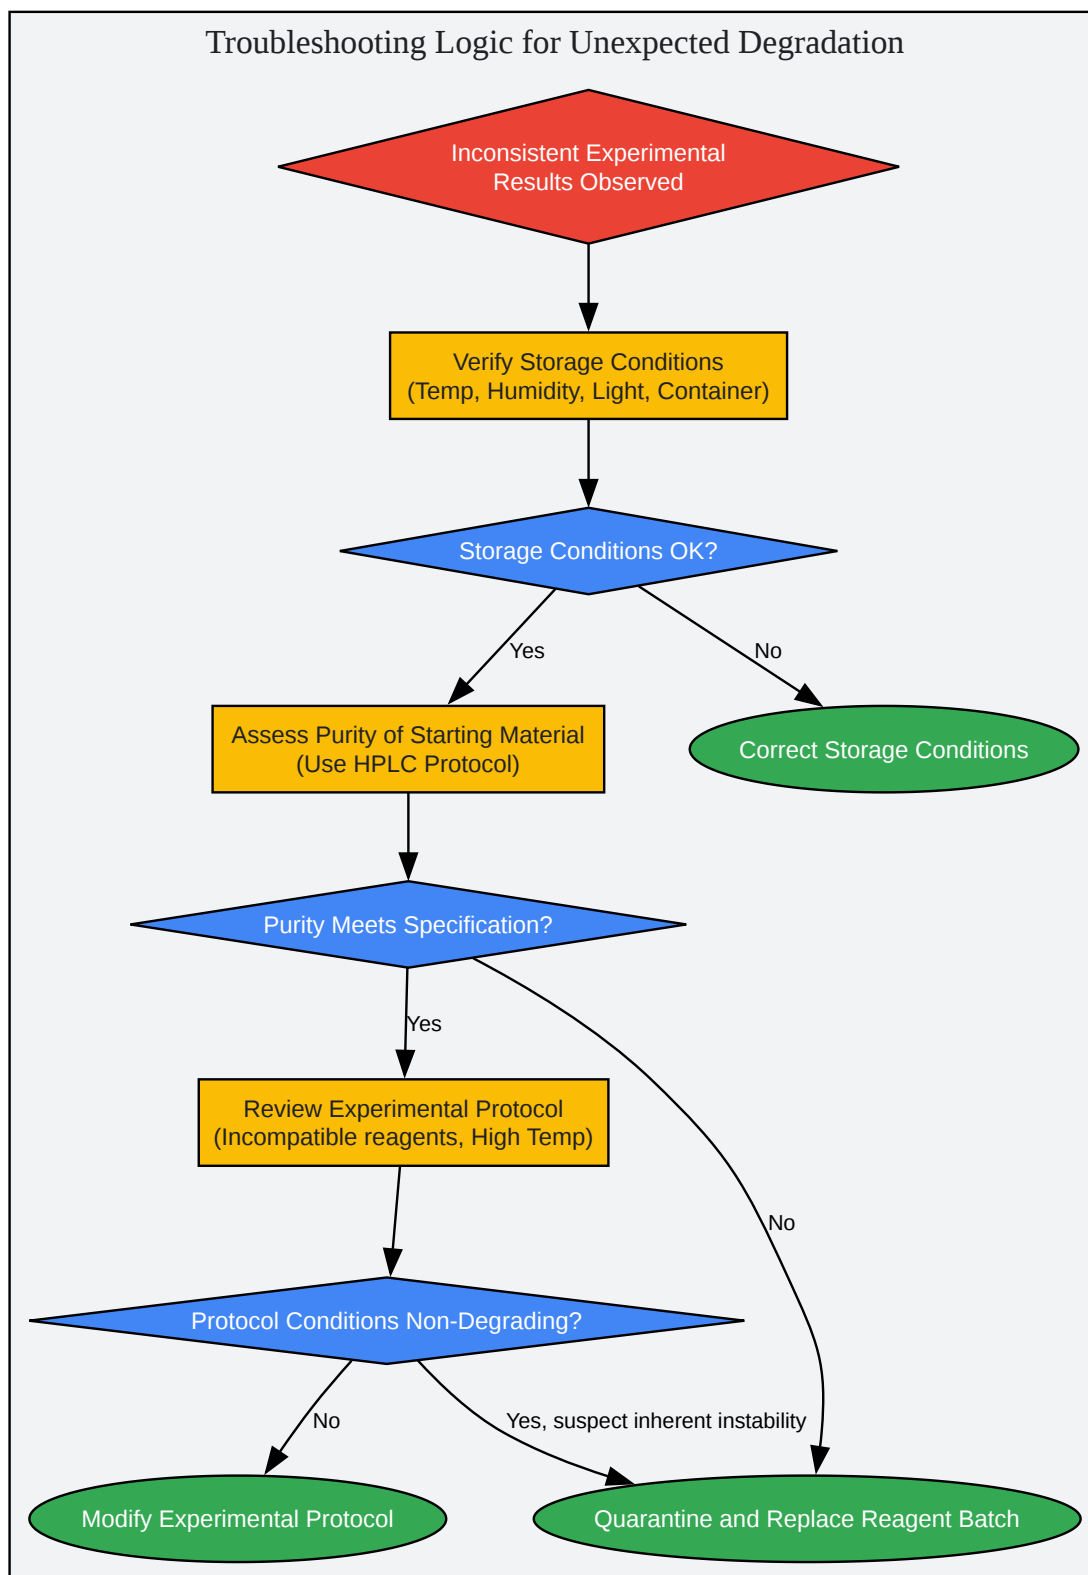 Troubleshooting Logic for Unexpected Degradation
Inconsistent Experimental
Results Observed
Verify Storage Conditions
(Temp, Humidity, Light, Container)
Storage Conditions OK?
Yes
No
Assess Purity of Starting Material
(Use HPLC Protocol)
Correct Storage Conditions
Purity Meets Specification?
Yes
Review Experimental Protocol
(Incompatible reagents, High Temp)
No
Protocol Conditions Non-Degrading?
No
Yes, suspect inherent instability
Modify Experimental Protocol
Quarantine and Replace Reagent Batch